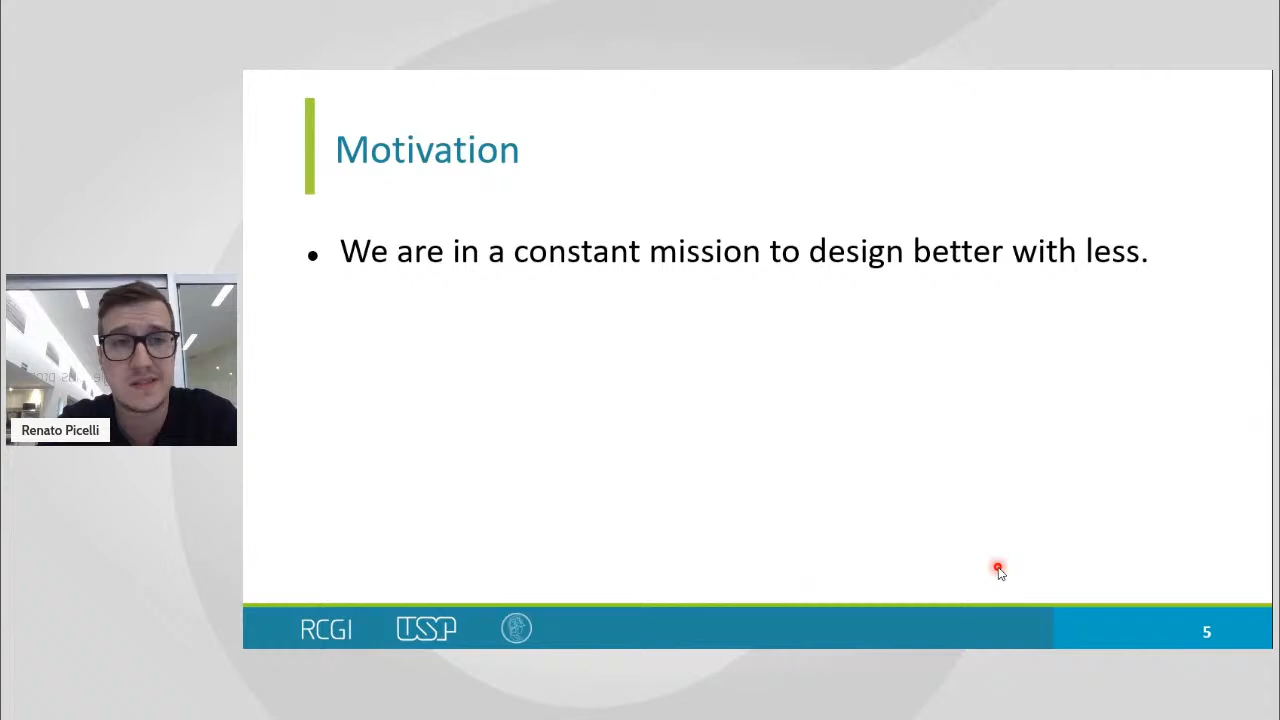 Motivation
• We are in a constant mission to design better with less.
Renato Picelli
RCGI
USP
5